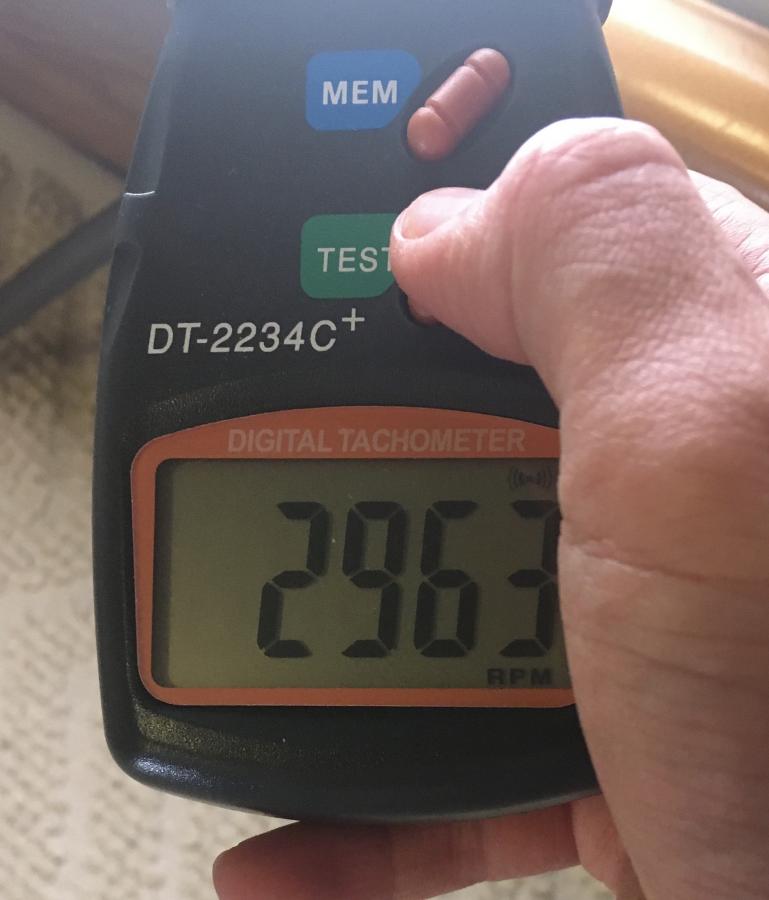 MEM
TEST
DT-2234C+
DIGITAL TACHOMETER
2963
RPM